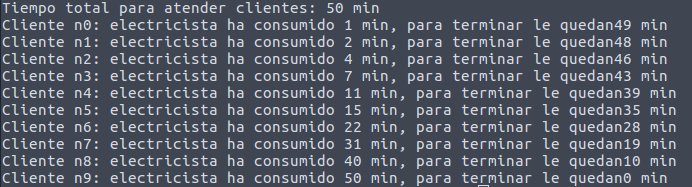 Tiempo total para atender clientes: 50 min
Cliente n0: electricista ha consumido 1 min, para terminar le quedan49 min
Cliente n1: electricista ha consumido 2 min, para terminar le quedan48 min
Cliente n2: electricista ha consumido 4 min, para terminar le quedan46 min
Cliente n3: electricista ha consumido 7 min, para terminar le quedan43 min
Cliente n4: electricista ha consumido 11 min, para terminar le quedan39 min
Cliente n5: electricista ha consumido 15 min, para terminar le quedan35 min
Cliente n6: electricista ha consumido 22 min, para terminar le quedan28 min
Cliente n7: electricista ha consumido 31 min, para terminar le quedan19 min
Cliente n8: electricista ha consumido 40 min, para terminar le quedan10 min
Cliente n9: electricista ha consumido 50 min, para terminar le quedan0 min